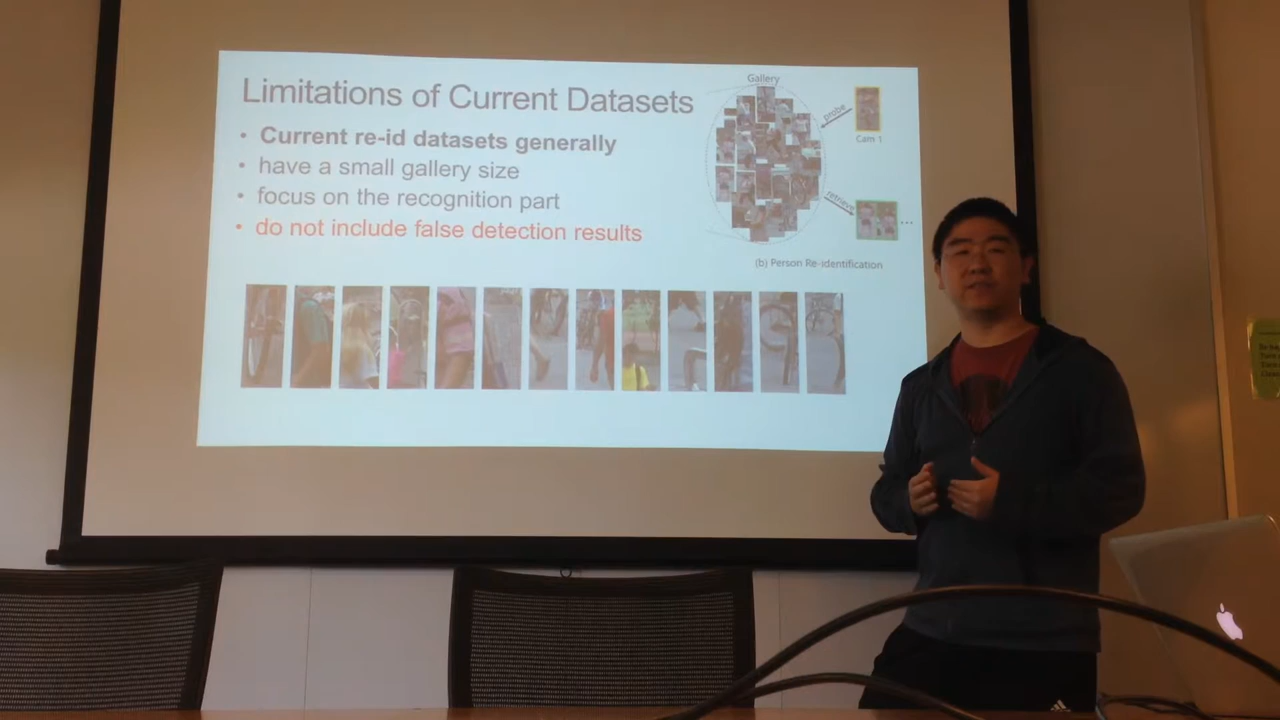 Limitations of Current Datasets
• Current re-id datasets generally
• have a small gallery size
• focus on the recognition part
• do not include false detection results
Gallery
probe
Cam 1
retrieve
...
(b) Person Re-identification